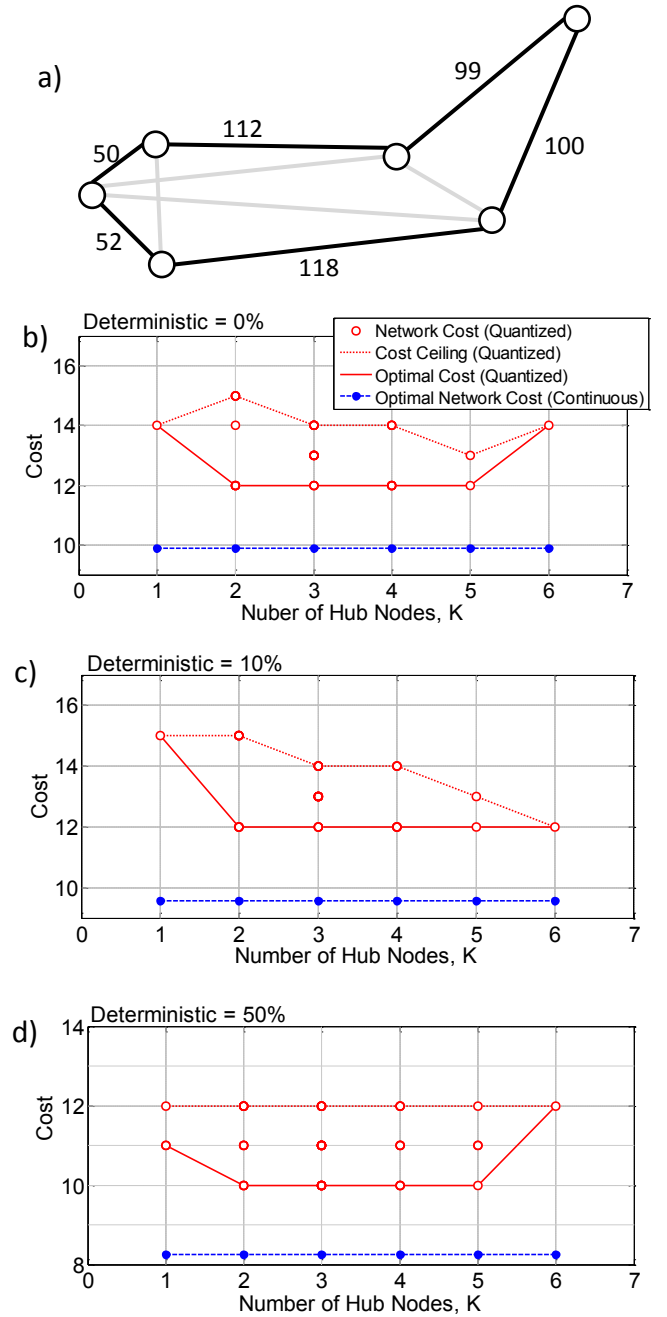 a)
99
112
50
100
52
118
b)
Deterministic = 0%
Network Cost (Quantized)
Cost Ceiling (Quantized)
Optimal Cost (Quantized)
Optimal Network Cost (Continuous)
16
14
12
10
Cost
0 1 2 3 4 5 6 7
Nuber of Hub Nodes, K
c)
Deterministic = 10%
16
14
12
10
Cost
0 1 2 3 4 5 6 7
Number of Hub Nodes, K
d)
Deterministic = 50%
14
12
10
8
Cost
0 1 2 3 4 5 6 7
Number of Hub Nodes, K